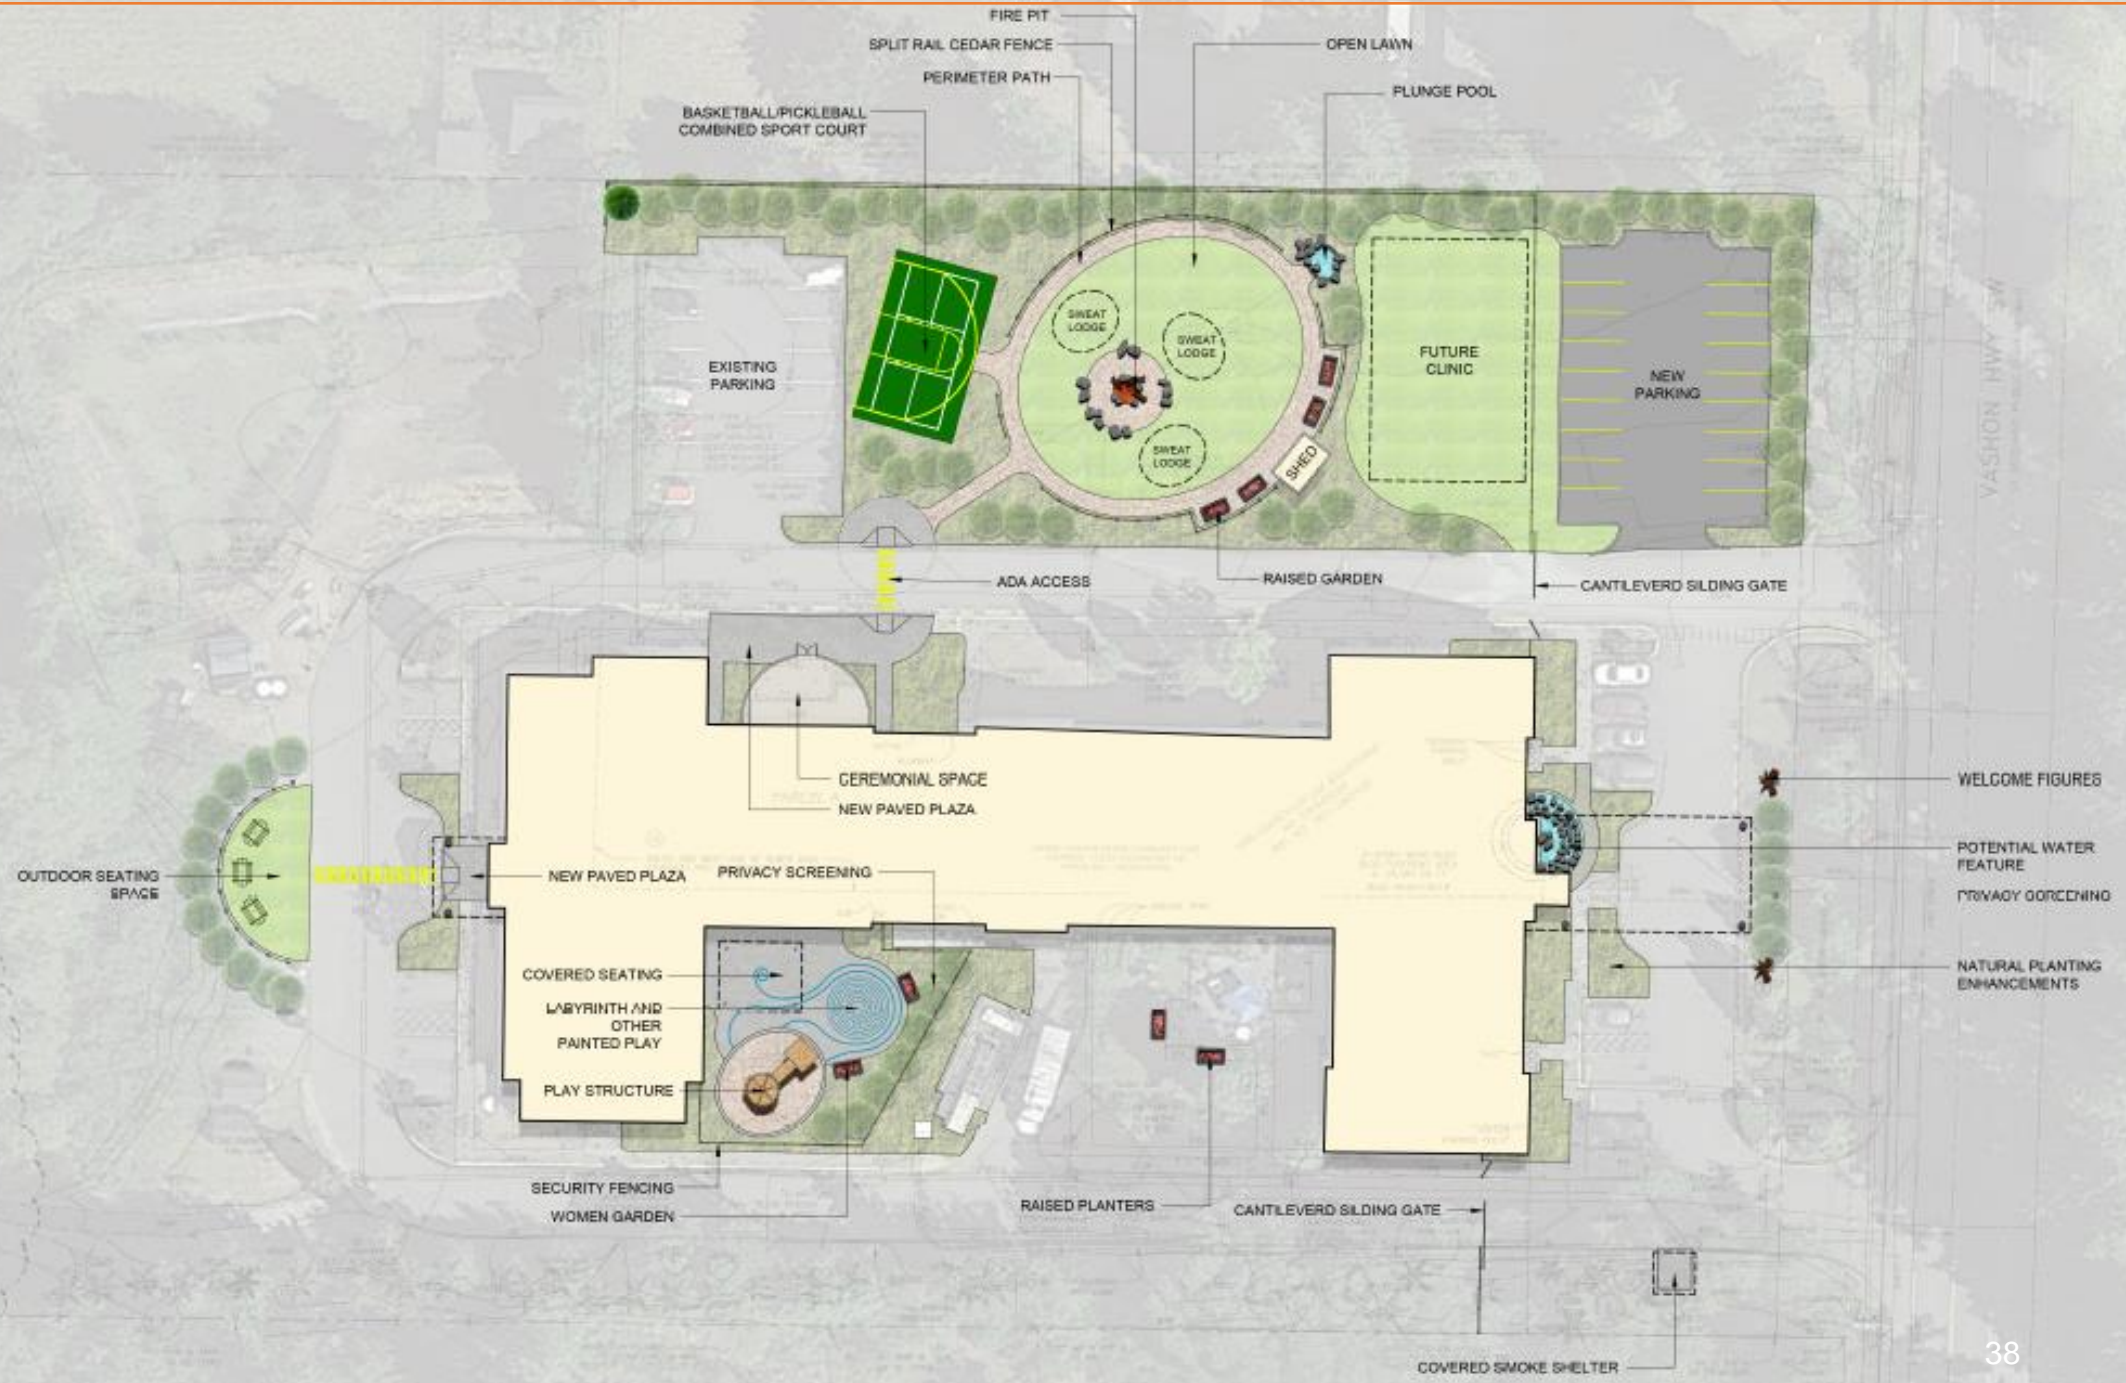 FIRE PIT
SPLIT RAIL CEDAR FENCE
OPEN LAWN
PERIMETER PATH
PLUNGE POOL
BASKETBALL/PICKLEBALL
COMBINED SPORT COURT
SWEAT
LODGE
SWEAT
LODGE
SWEAT
LODGE
EXISTING
PARKING
FUTURE
CLINIC
NEW
PARKING
SHED
VASHON HWY SW
ADA ACCESS
RAISED GARDEN
CANTILEVERD SILDING GATE
CEREMONIAL SPACE
NEW PAVED PLAZA
WELCOME FIGURES
OUTDOOR SEATING
SPACE
NEW PAVED PLAZA
PRIVACY SCREENING
POTENTIAL WATER
FEATURE
PRIVACY SCREENING
COVERED SEATING
NATURAL PLANTING
ENHANCEMENTS
LABYRINTH AND
OTHER
PAINTED PLAY
PLAY STRUCTURE
SECURITY FENCING
WOMEN GARDEN
RAISED PLANTERS
CANTILEVERD SILDING GATE
COVERED SMOKE SHELTER
38